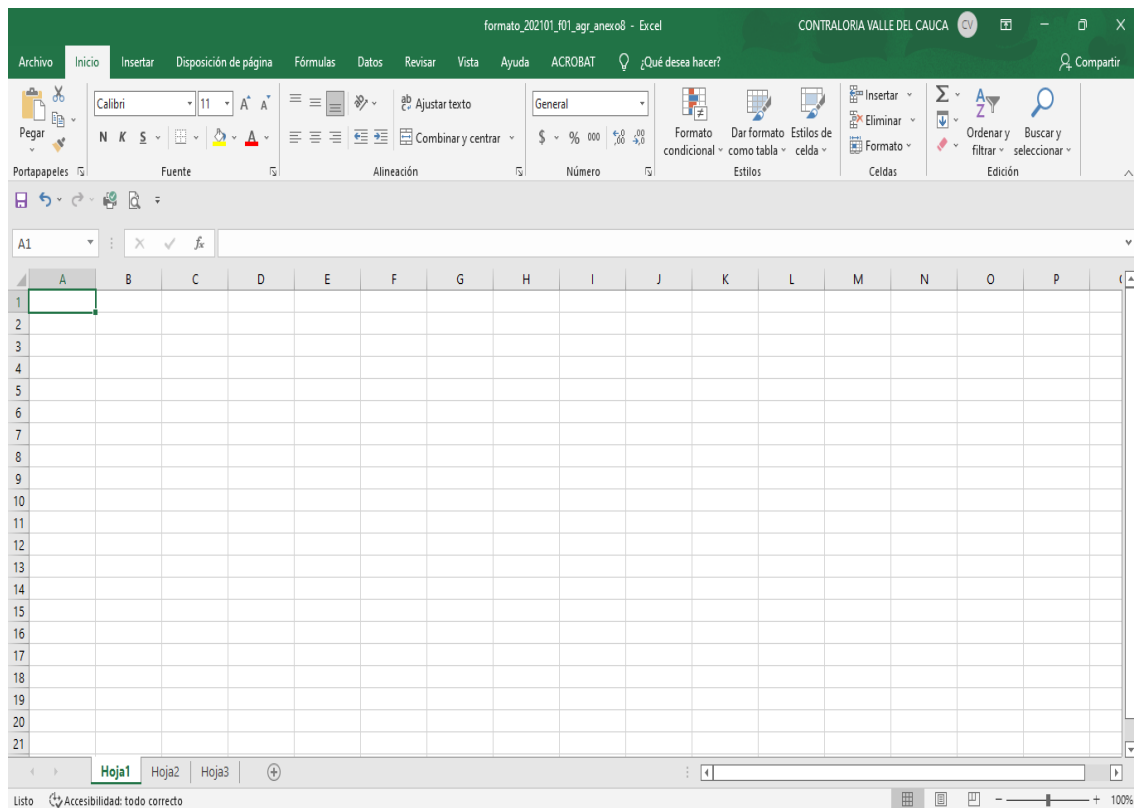 formato_202101_f01_agr_anexo8 - Excel
CONTRALORIA VALLE DEL CAUCA CV
Archivo Inicio Insertar Disposición de página Fórmulas Datos Revisar Vista Ayuda ACROBAT ¿Qué desea hacer? Compartir
Pegar
Portapapeles
Calibri 11
N K S
Fuente
Ajustar texto
Combinar y centrar
Alineación
General
$ % 000
Número
Formato condicional
Dar formato como tabla
Estilos de celda
Estilos
Insertar
Eliminar
Formato
Celdas
Ordenar y filtrar
Buscar y seleccionar
Edición
A1 fx
A B C D E F G H I J K L M N O P
1
2
3
4
5
6
7
8
9
10
11
12
13
14
15
16
17
18
19
20
21
Hoja1 Hoja2 Hoja3
Listo Accesibilidad: todo correcto 100%